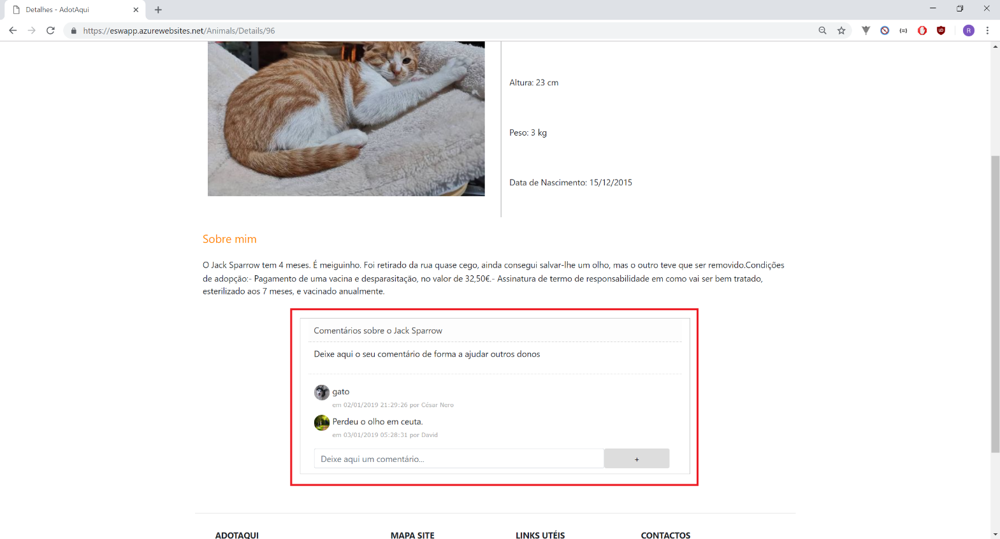 Detalhes - AdotAqui
https://eswapp.azurewebsites.net/Animals/Details/96
R
Altura: 23 cm
Peso: 3 kg
Data de Nascimento: 15/12/2015
Sobre mim
O Jack Sparrow tem 4 meses. É meiguinho. Foi retirado da rua quase cego, ainda consegui salvar-lhe um olho, mas o outro teve que ser removido.Condições
de adopção:- Pagamento de uma vacina e desparasitação, no valor de 32,50€.- Assinatura de termo de responsabilidade em como vai ser bem tratado,
esterilizado aos 7 meses, e vacinado anualmente.
Comentários sobre o Jack Sparrow
Deixe aqui o seu comentário de forma a ajudar outros donos
gato
em 02/01/2019 21:29:26 por César Nero
Perdeu o olho em ceuta.
em 03/01/2019 05:28:31 por David
Deixe aqui um comentário...
+
ADOTAQUI MAPA SITE LINKS UTÉIS CONTACTOS